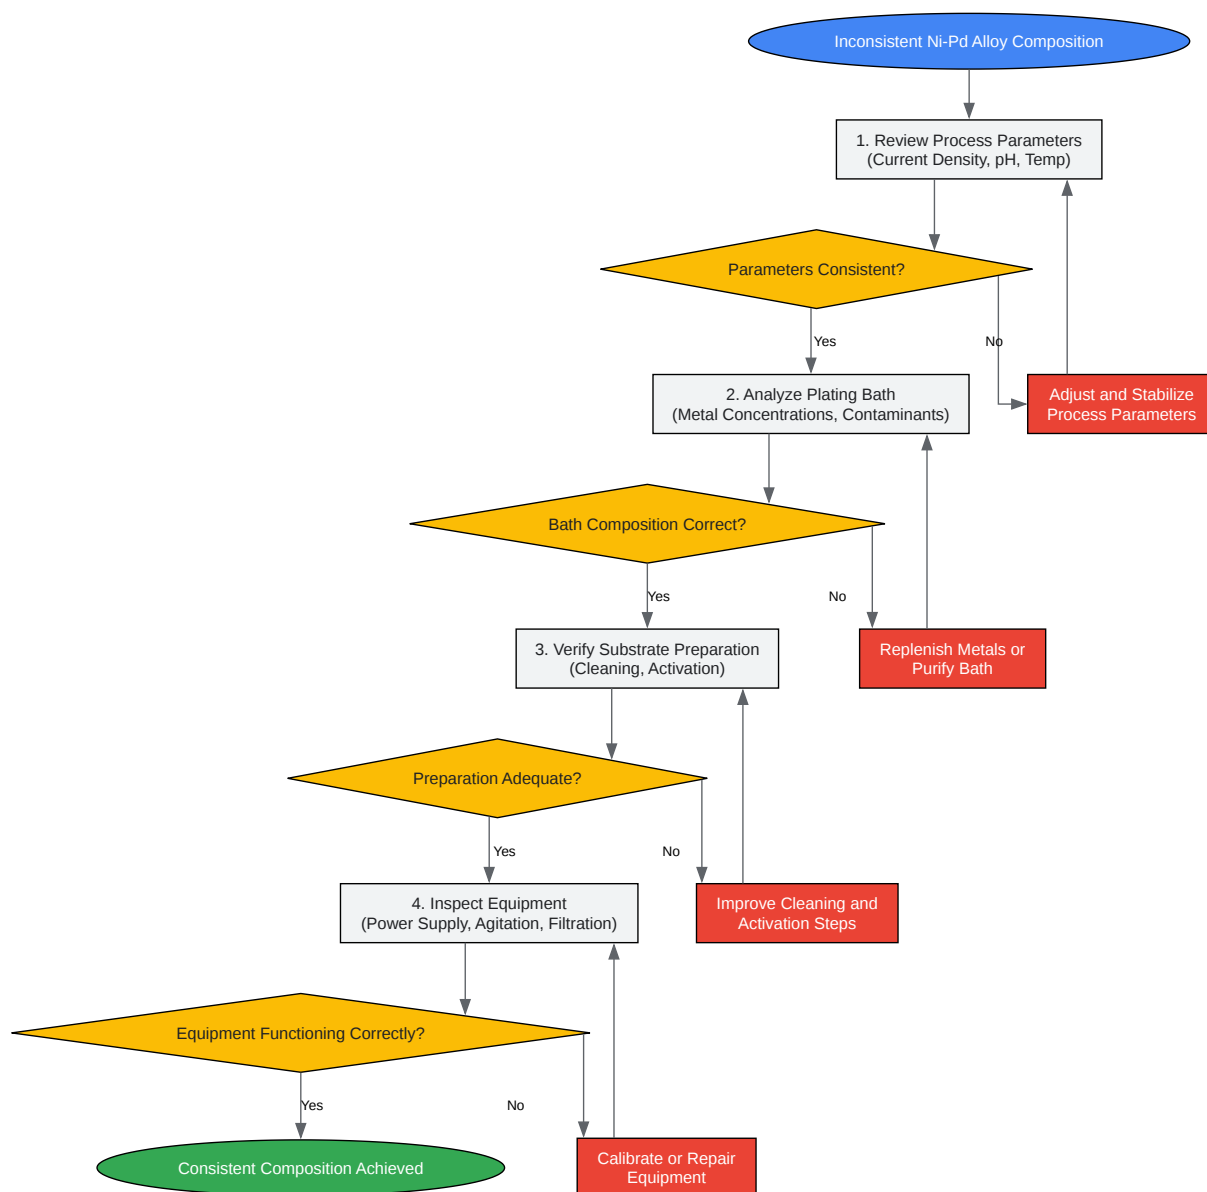 Inconsistent Ni-Pd Alloy Composition
1. Review Process Parameters
(Current Density, pH, Temp)
Parameters Consistent?
Yes
No
2. Analyze Plating Bath
(Metal Concentrations, Contaminants)
Adjust and Stabilize
Process Parameters
Bath Composition Correct?
Yes
No
3. Verify Substrate Preparation
(Cleaning, Activation)
Replenish Metals or
Purify Bath
Preparation Adequate?
Yes
No
4. Inspect Equipment
(Power Supply, Agitation, Filtration)
Improve Cleaning and
Activation Steps
Equipment Functioning Correctly?
Yes
No
Consistent Composition Achieved
Calibrate or Repair
Equipment